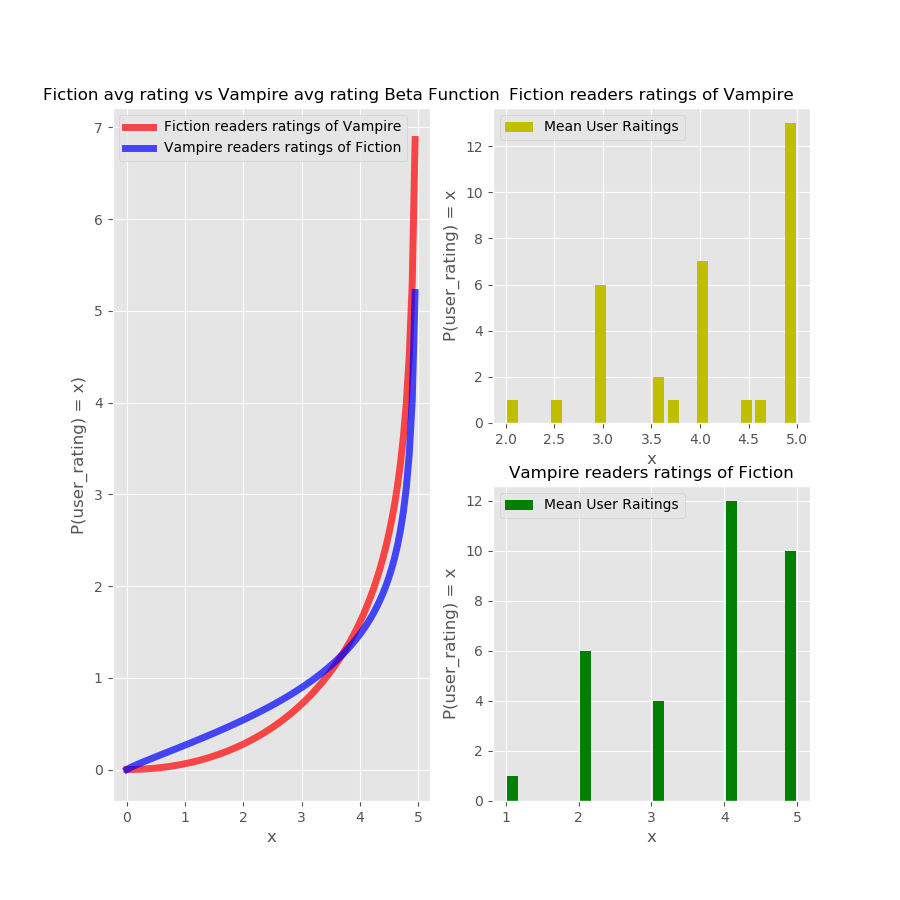 Fiction avg rating vs Vampire avg rating Beta Function
Fiction readers ratings of Vampire
Vampire readers ratings of Fiction
P(user_rating) = x)
7
6
5
4
3
2
1
0
0 1 2 3 4 5
x
Fiction readers ratings of Vampire
Mean User Raitings
P(user_rating) = x
12
10
8
6
4
2
0
2.0 2.5 3.0 3.5 4.0 4.5 5.0
x
Vampire readers ratings of Fiction
Mean User Raitings
P(user_rating) = x
12
10
8
6
4
2
0
1 2 3 4 5
x